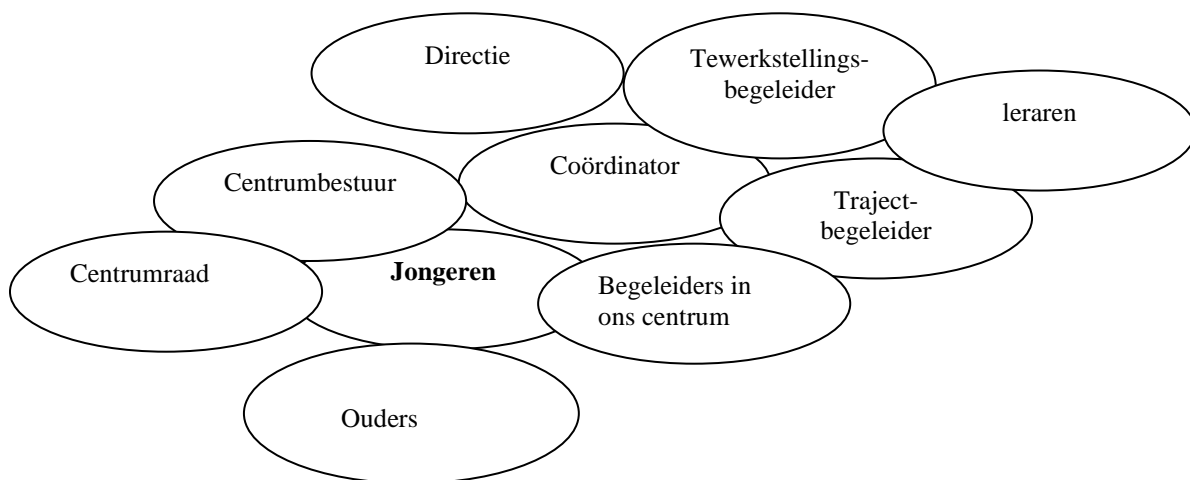 Directie
Tewerkstellings-
begeleider
leraren
Coördinator
Centrumbestuur
Traject-
begeleider
Centrumraad
Jongeren
Begeleiders in
ons centrum
Ouders